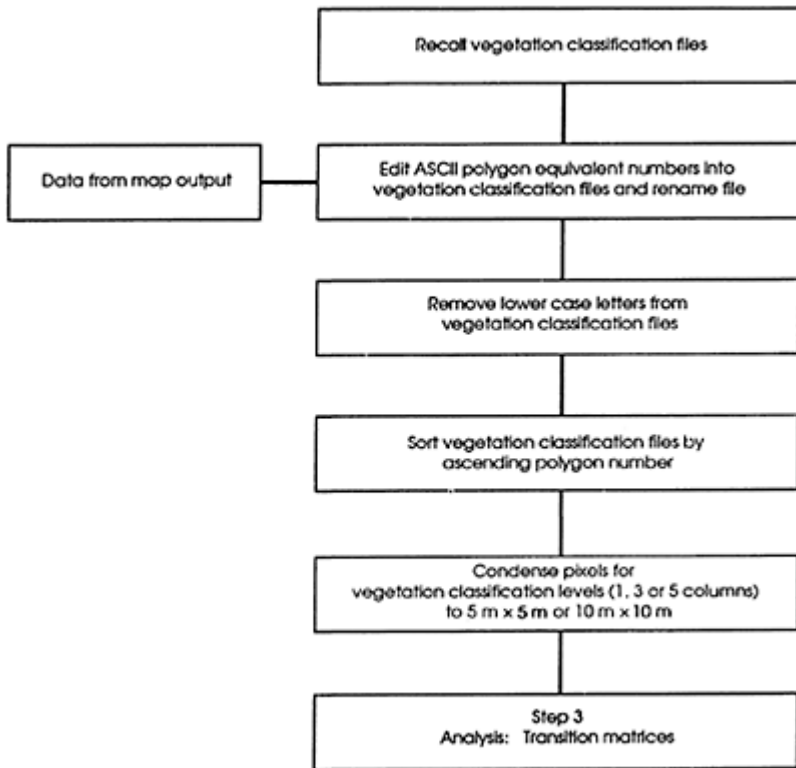 Recall vegetation classification files
Data from map output
Edit ASCII polygon equivalent numbers into
vegetation classification files and rename file
Remove lower case letters from
vegetation classification files
Sort vegetation classification files by
ascending polygon number
Condense pixels for
vegetation classification levels (1, 3 or 5 columns)
to 5 m x 5 m or 10 m x 10 m
Step 3
Analysis: Transition matrices